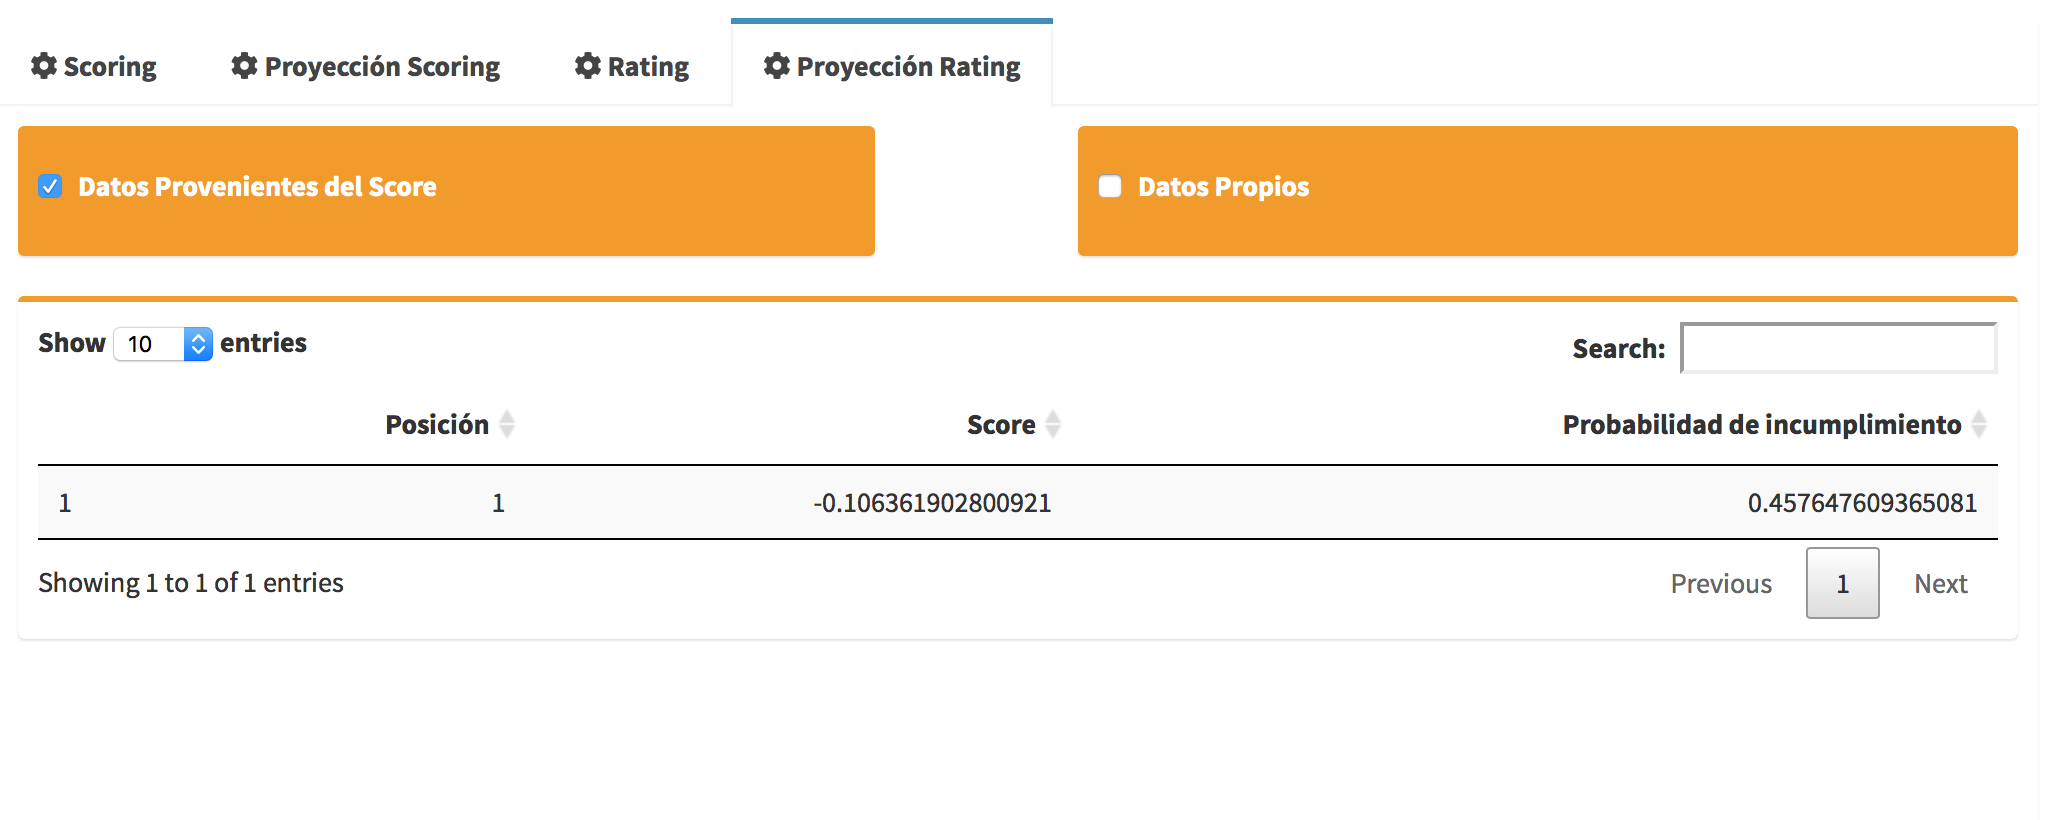 Scoring Proyección Scoring Rating Proyección Rating
Datos Provenientes del Score Datos Propios
Show 10 entries Search:
Posición Score Probabilidad de incumplimiento
1 1 -0.106361902800921 0.457647609365081
Showing 1 to 1 of 1 entries Previous 1 Next